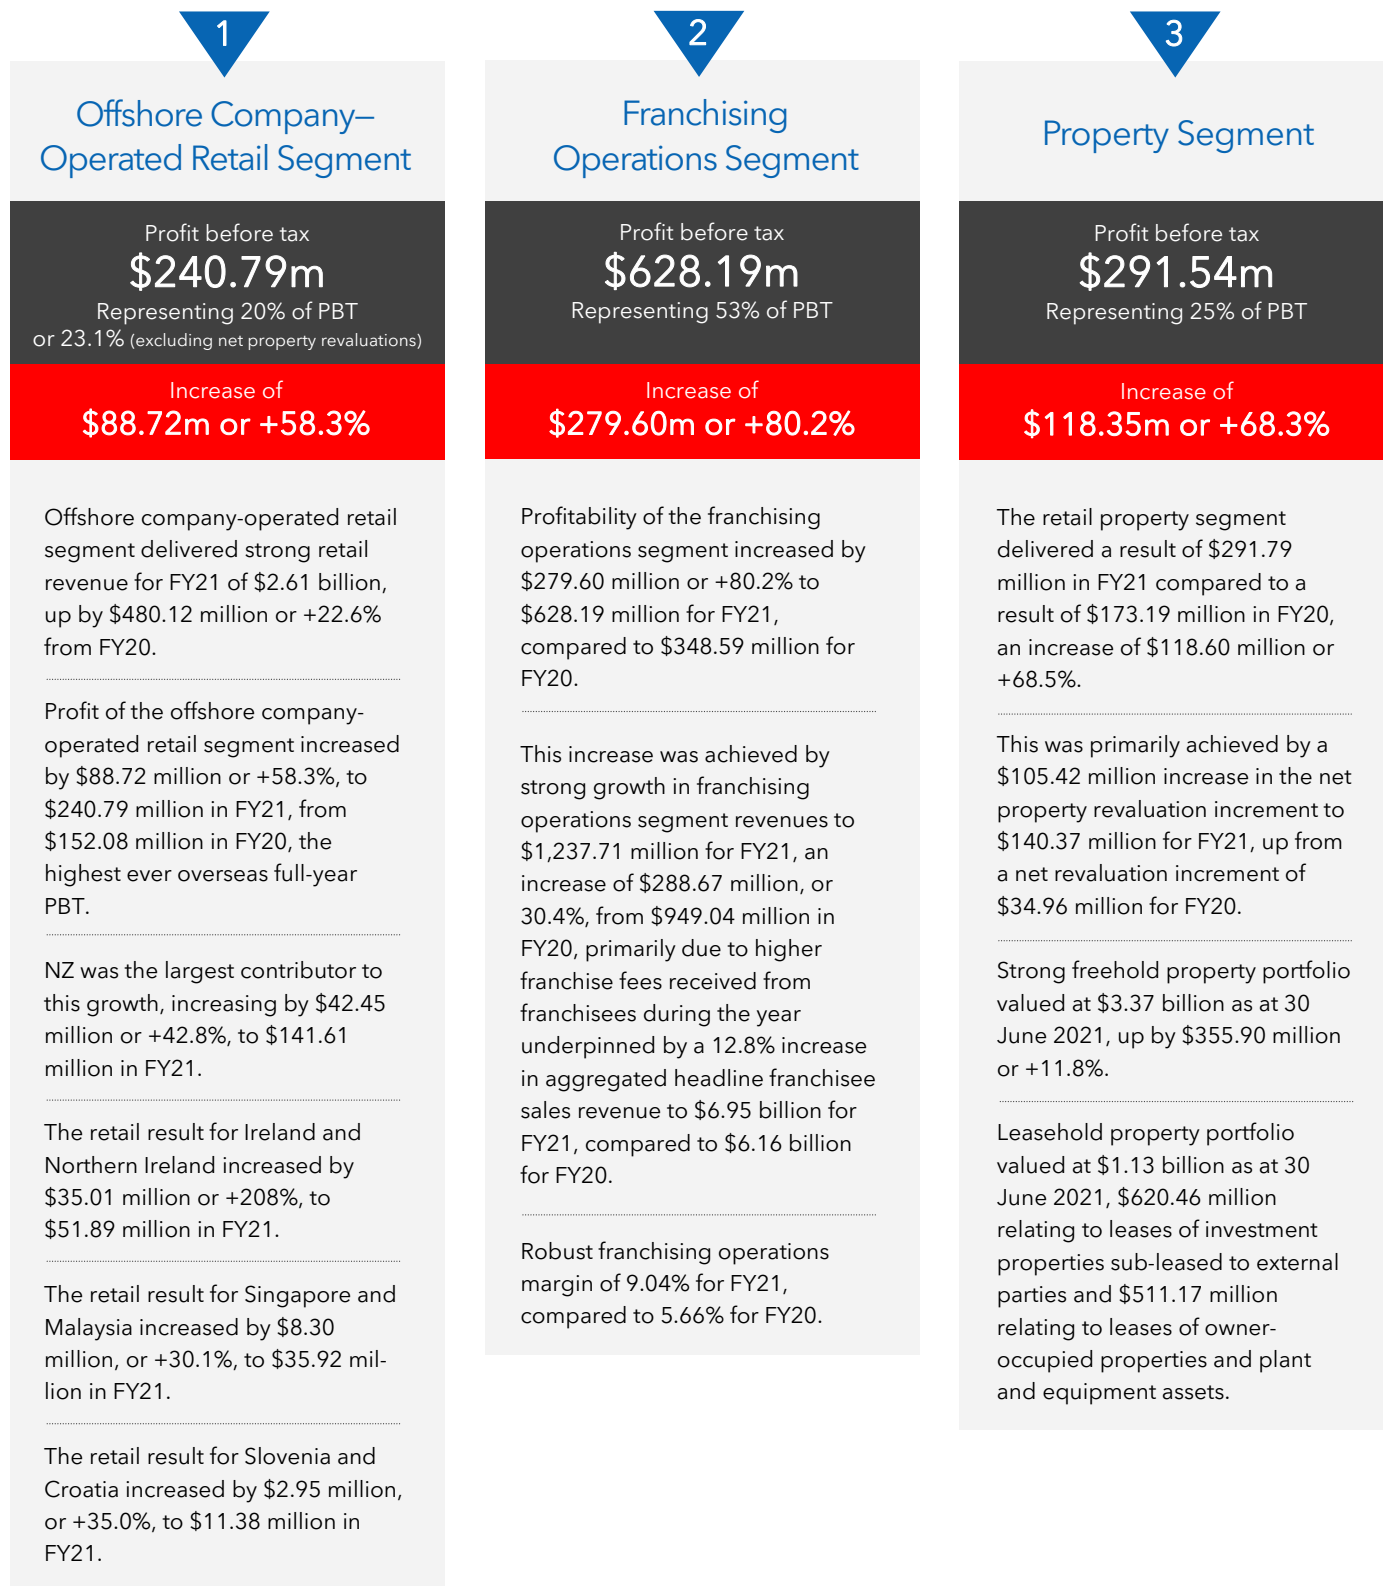 1
Offshore Company–
Operated Retail Segment
Profit before tax
$240.79m
Representing 20% of PBT
or 23.1% (excluding net property revaluations)
Increase of
$88.72m or +58.3%
Offshore company-operated retail
segment delivered strong retail
revenue for FY21 of $2.61 billion,
up by $480.12 million or +22.6%
from FY20.
Profit of the offshore company-
operated retail segment increased
by $88.72 million or +58.3%, to
$240.79 million in FY21, from
$152.08 million in FY20, the
highest ever overseas full-year
PBT.
NZ was the largest contributor to
this growth, increasing by $42.45
million or +42.8%, to $141.61
million in FY21.
The retail result for Ireland and
Northern Ireland increased by
$35.01 million or +208%, to
$51.89 million in FY21.
The retail result for Singapore and
Malaysia increased by $8.30
million, or +30.1%, to $35.92 mil-
lion in FY21.
The retail result for Slovenia and
Croatia increased by $2.95 million,
or +35.0%, to $11.38 million in
FY21.
2
Franchising
Operations Segment
Profit before tax
$628.19m
Representing 53% of PBT
Increase of
$279.60m or +80.2%
Profitability of the franchising
operations segment increased by
$279.60 million or +80.2% to
$628.19 million for FY21,
compared to $348.59 million for
FY20.
This increase was achieved by
strong growth in franchising
operations segment revenues to
$1,237.71 million for FY21, an
increase of $288.67 million, or
30.4%, from $949.04 million in
FY20, primarily due to higher
franchise fees received from
franchisees during the year
underpinned by a 12.8% increase
in aggregated headline franchisee
sales revenue to $6.95 billion for
FY21, compared to $6.16 billion
for FY20.
Robust franchising operations
margin of 9.04% for FY21,
compared to 5.66% for FY20.
3
Property Segment
Profit before tax
$291.54m
Representing 25% of PBT
Increase of
$118.35m or +68.3%
The retail property segment
delivered a result of $291.79
million in FY21 compared to a
result of $173.19 million in FY20,
an increase of $118.60 million or
+68.5%.
This was primarily achieved by a
$105.42 million increase in the net
property revaluation increment to
$140.37 million for FY21, up from
a net revaluation increment of
$34.96 million for FY20.
Strong freehold property portfolio
valued at $3.37 billion as at 30
June 2021, up by $355.90 million
or +11.8%.
Leasehold property portfolio
valued at $1.13 billion as at 30
June 2021, $620.46 million
relating to leases of investment
properties sub-leased to external
parties and $511.17 million
relating to leases of owner-
occupied properties and plant
and equipment assets.